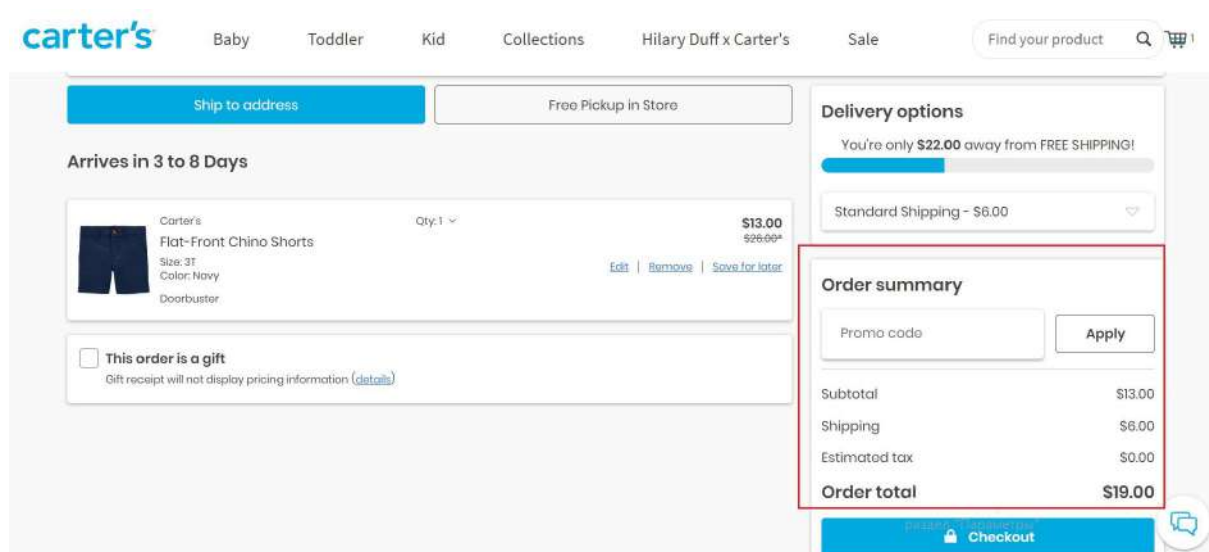 carter's
Baby Toddler Kid Collections Hilary Duff x Carter's Sale Find your product 1
Ship to address Free Pickup in Store
Arrives in 3 to 8 Days
Carter's Qty: 1 $13.00
Flat-Front Chino Shorts $26.00*
Size: 3T
Color: Navy
Edit | Remove | Save for later
Doorbuster
This order is a gift
Gift receipt will not display pricing information (details)
Delivery options
You're only $22.00 away from FREE SHIPPING!
Standard Shipping - $6.00
Order summary
Promo code Apply
Subtotal $13.00
Shipping $6.00
Estimated tax $0.00
Order total $19.00
раздел "Параметры"
Checkout